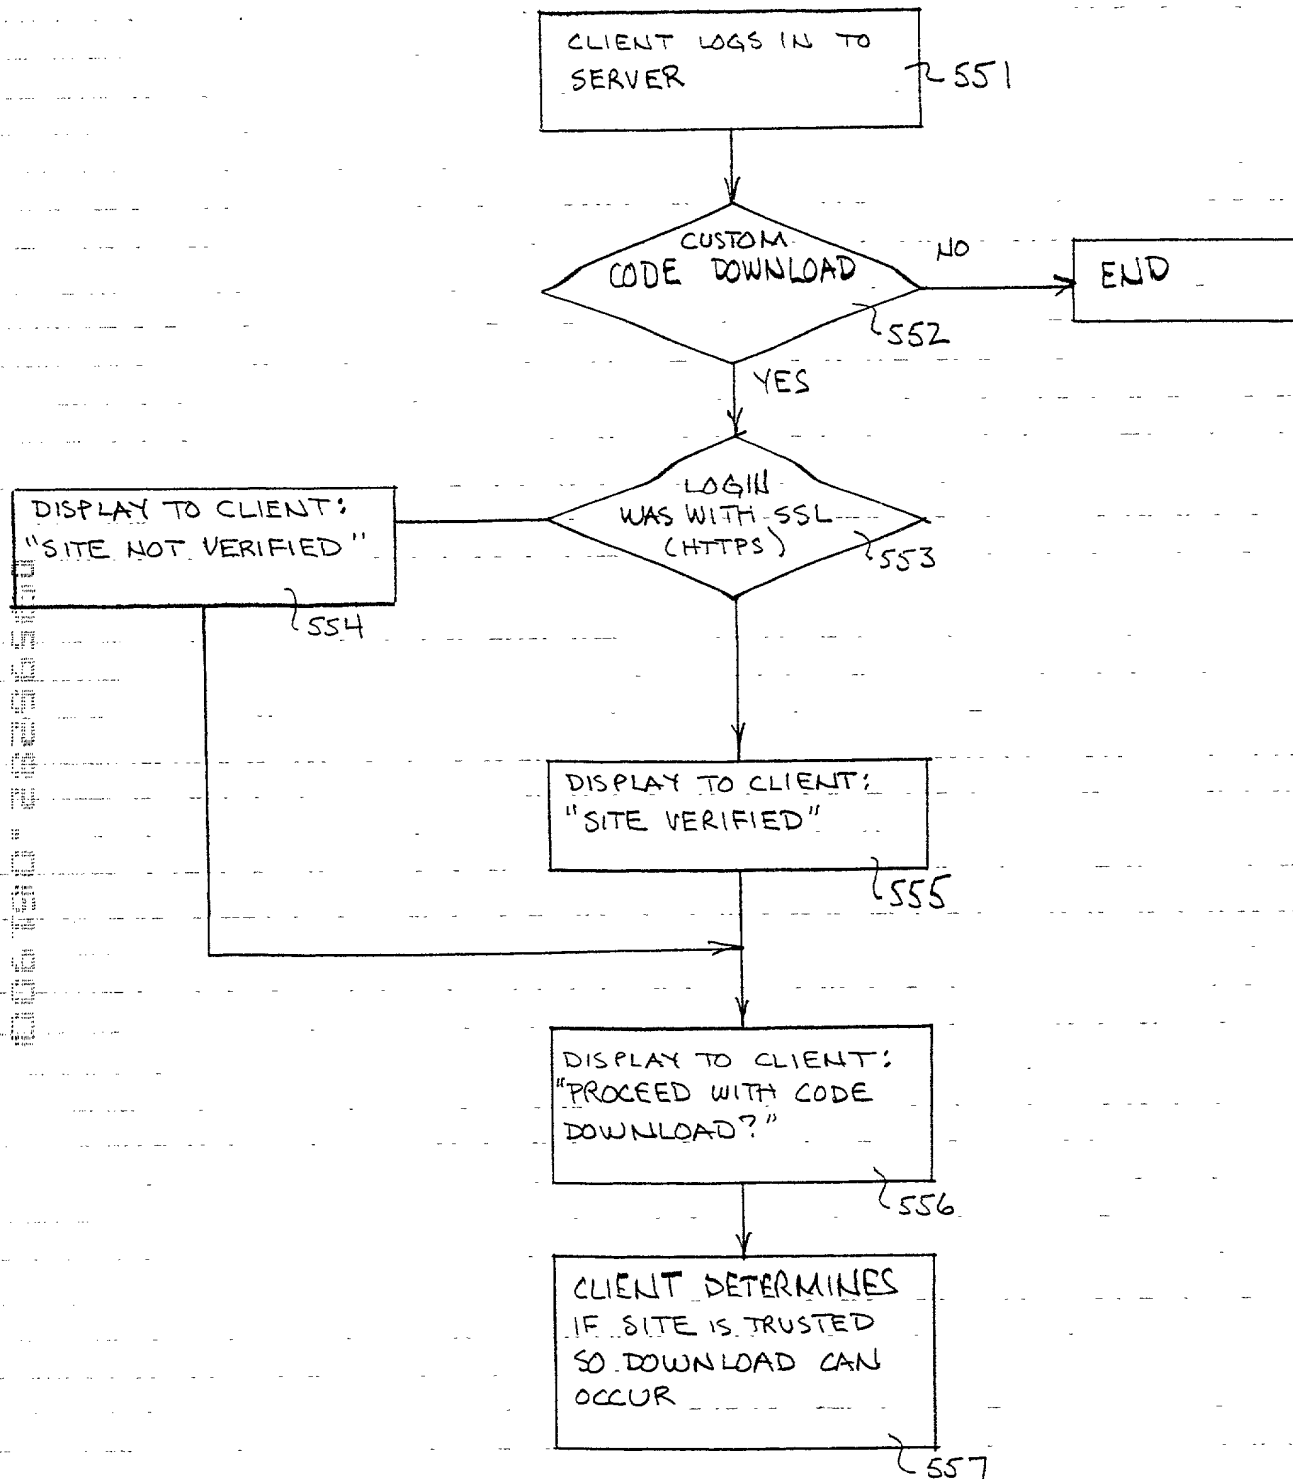 CLIENT LOGS IN TO
SERVER
551
CUSTOM
CODE DOWNLOAD
552
NO
END
YES
LOGIN
WAS WITH SSL
(HTTPS)
553
DISPLAY TO CLIENT:
"SITE NOT VERIFIED"
554
DISPLAY TO CLIENT:
"SITE VERIFIED"
555
DISPLAY TO CLIENT:
"PROCEED WITH CODE
DOWNLOAD?"
556
CLIENT DETERMINES
IF SITE IS TRUSTED
SO DOWNLOAD CAN
OCCUR
557